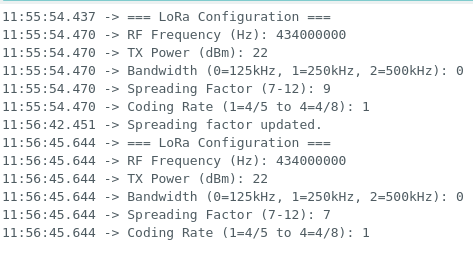 11:55:54.437 -> === LoRa Configuration ===
11:55:54.470 -> RF Frequency (Hz): 434000000
11:55:54.470 -> TX Power (dBm): 22
11:55:54.470 -> Bandwidth (0=125kHz, 1=250kHz, 2=500kHz): 0
11:55:54.470 -> Spreading Factor (7-12): 9
11:55:54.470 -> Coding Rate (1=4/5 to 4=4/8): 1
11:56:42.451 -> Spreading factor updated.
11:56:45.644 -> === LoRa Configuration ===
11:56:45.644 -> RF Frequency (Hz): 434000000
11:56:45.644 -> TX Power (dBm): 22
11:56:45.644 -> Bandwidth (0=125kHz, 1=250kHz, 2=500kHz): 0
11:56:45.644 -> Spreading Factor (7-12): 7
11:56:45.644 -> Coding Rate (1=4/5 to 4=4/8): 1